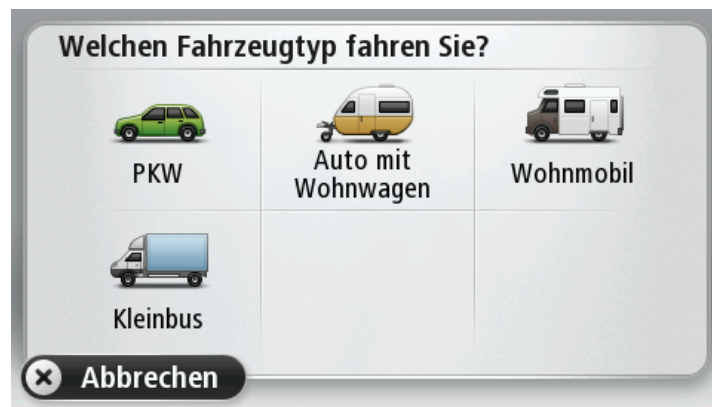 Welchen Fahrzeugtyp fahren Sie?
PKW
Auto mit
Wohnwagen
Wohnmobil
Kleinbus
Abbrechen